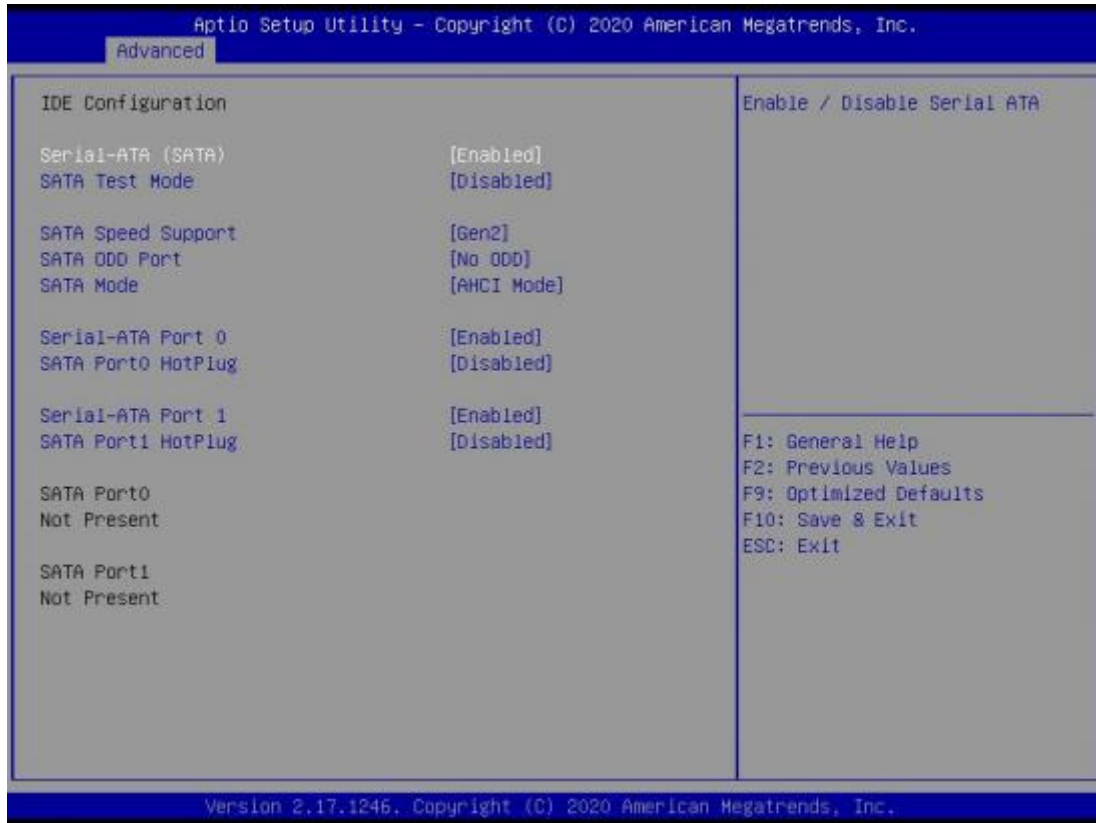 Aptio Setup Utility - Copyright (C) 2020 American Megatrends, Inc.
Advanced
IDE Configuration
Serial-ATA (SATA) [Enabled]
SATA Test Mode [Disabled]
SATA Speed Support [Gen2]
SATA ODD Port [No ODD]
SATA Mode [AHCI Mode]
Serial-ATA Port 0 [Enabled]
SATA Port0 HotPlug [Disabled]
Serial-ATA Port 1 [Enabled]
SATA Port1 HotPlug [Disabled]
SATA Port0
Not Present
SATA Port1
Not Present
Enable / Disable Serial ATA
F1: General Help
F2: Previous Values
F9: Optimized Defaults
F10: Save & Exit
ESC: Exit
Version 2.17.1246. Copyright (C) 2020 American Megatrends, Inc.